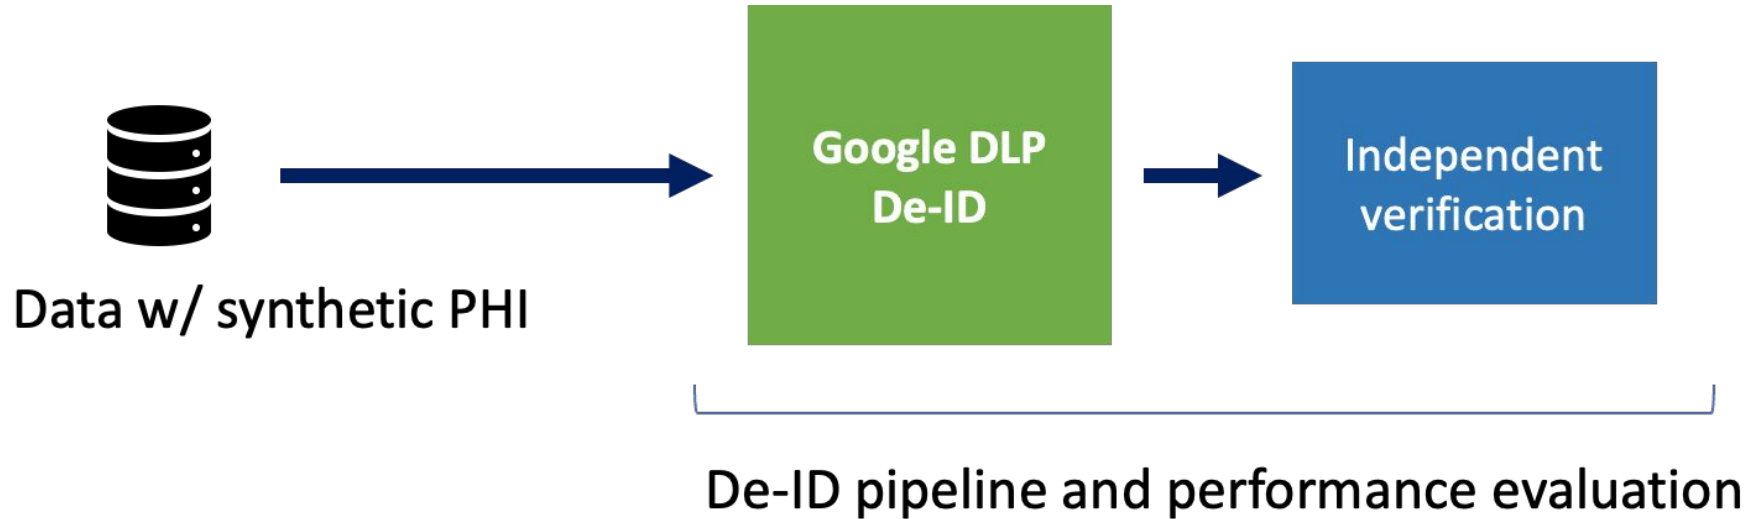 Google DLP
De-ID
Independent
verification
Data w/ synthetic PHI
De-ID pipeline and performance evaluation